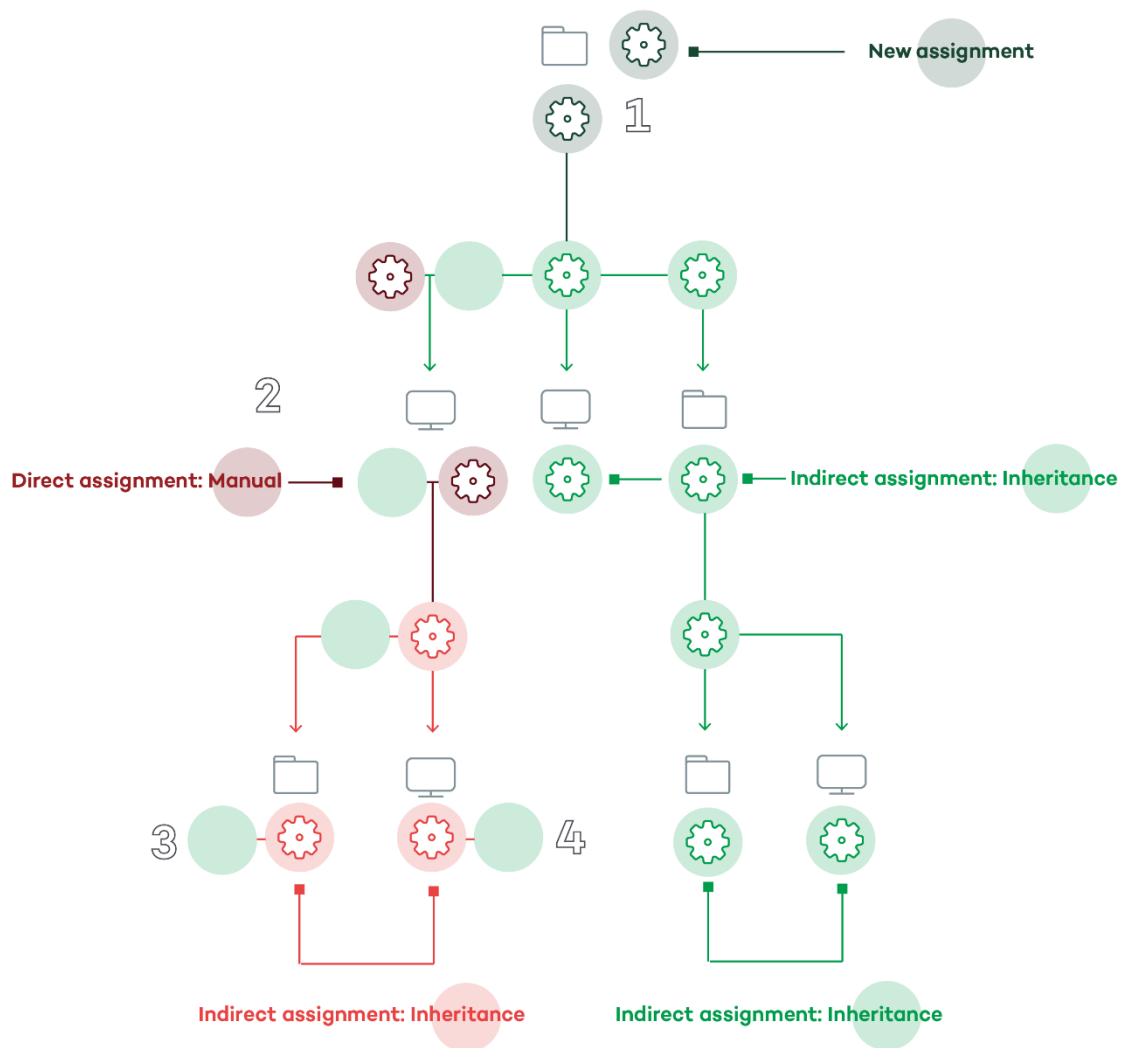 New assignment
1
2
Direct assignment: Manual
Indirect assignment: Inheritance
3
4
Indirect assignment: Inheritance
Indirect assignment: Inheritance